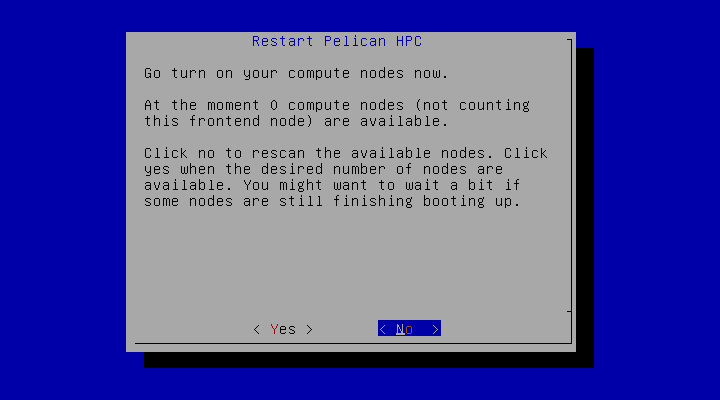 Restart Pelican HPC
Go turn on your compute nodes now.
At the moment 0 compute nodes (not counting
this frontend node) are available.
Click no to rescan the available nodes. Click
yes when the desired number of nodes are
available. You might want to wait a bit if
some nodes are still finishing booting up.
< Yes > < No >